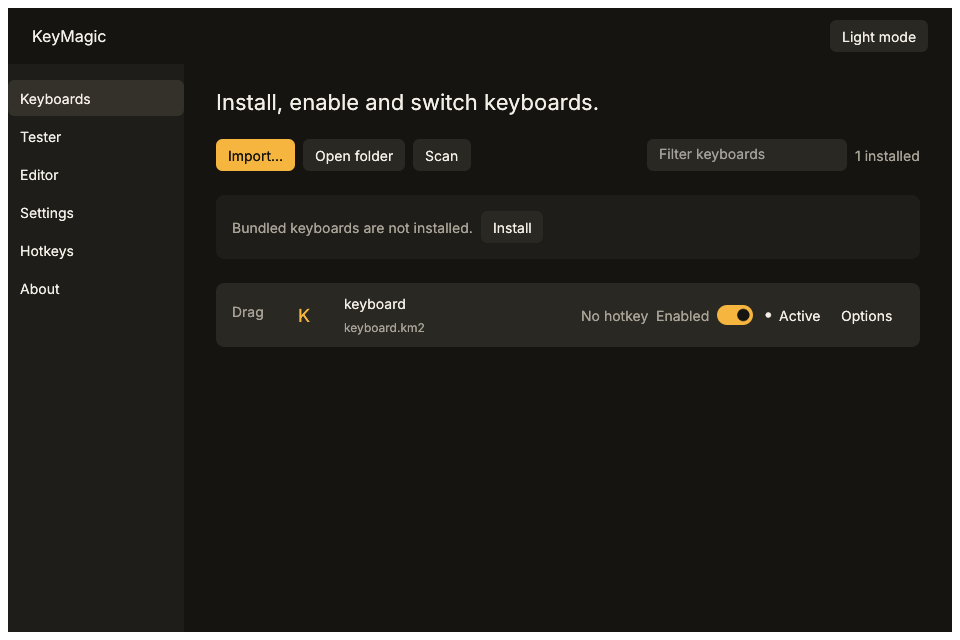 KeyMagic
Light mode
Keyboards
Tester
Editor
Settings
Hotkeys
About
Install, enable and switch keyboards.
Import...
Open folder
Scan
Filter keyboards
1 installed
Bundled keyboards are not installed.
Install
Drag
K
keyboard
keyboard.km2
No hotkey
Enabled
• Active
Options